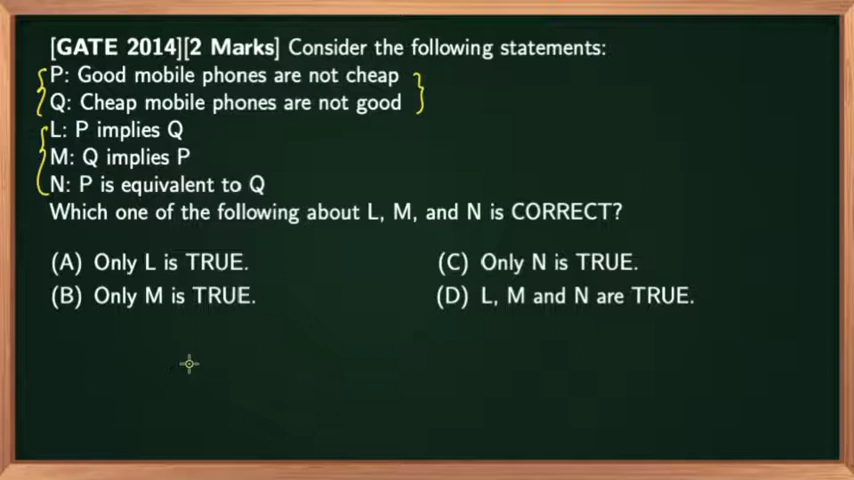 [GATE 2014][2 Marks] Consider the following statements:
P: Good mobile phones are not cheap
Q: Cheap mobile phones are not good
L: P implies Q
M: Q implies P
N: P is equivalent to Q
Which one of the following about L, M, and N is CORRECT?
(A) Only L is TRUE.
(B) Only M is TRUE.
(C) Only N is TRUE.
(D) L, M and N are TRUE.